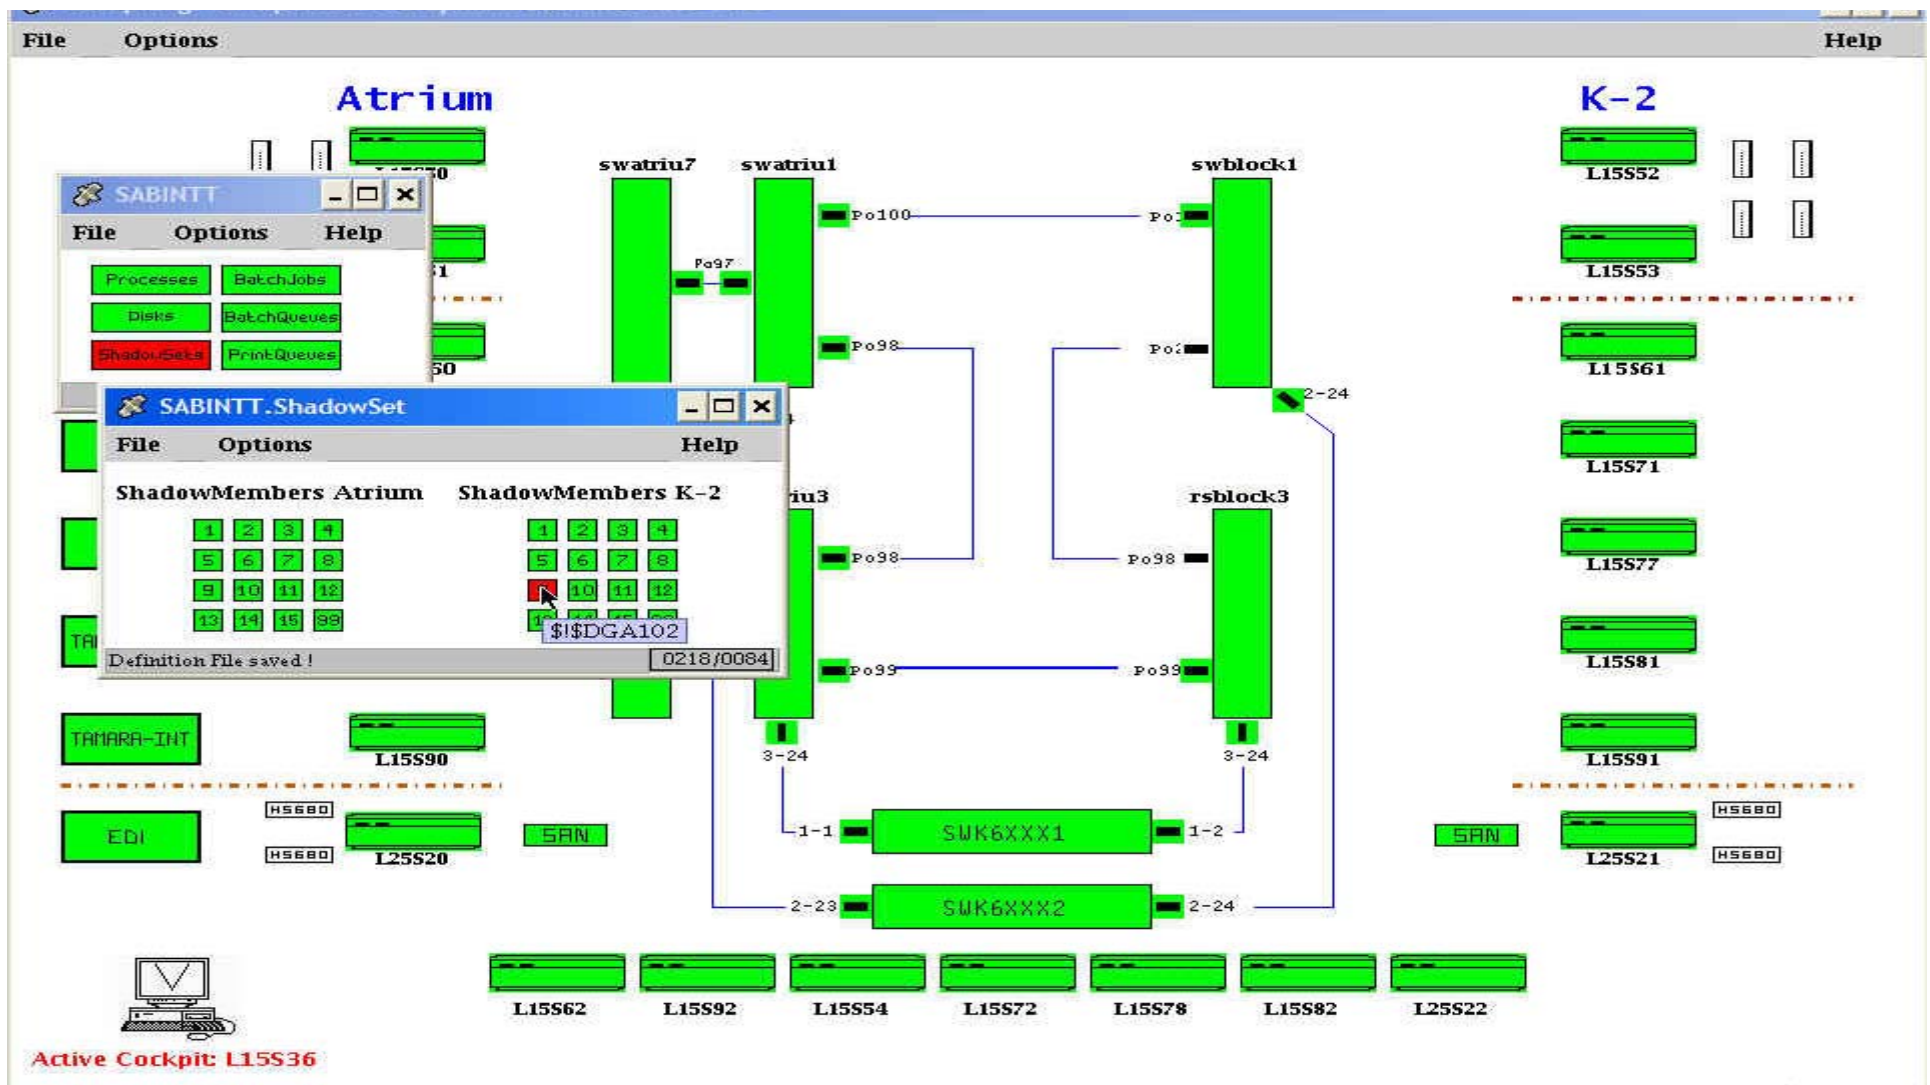 File Options Help
Atrium K-2
swatriu7 swatriu1 swblock1
L15S52
SABINTT
File Options Help
Processes BatchJobs
Disks BatchQueues
ShadowSets PrintQueues
Po100
Po97
L15S53
Po98
2-24
L15S61
SABINTT.ShadowSet
File Options Help
ShadowMembers Atrium ShadowMembers K-2
1 2 3 4 1 2 3 4
5 6 7 8 5 6 7 8
9 10 11 12 10 11 12
13 14 15 99
$!$DGA102
Definition File saved ! 0218/0084
L15S71
rsblock3
Po98 Po98
L15S77
Po99 Po99
L15S81
TAMARA-INT L15S90
3-24 3-24
L15S91
EDI
HS680
HS680
L25S20
SAN
1-1 SWK6XXX1 1-2
2-23 SWK6XXX2 2-24
SAN
L25S21
HS680
HS680
L15S62 L15S92 L15S54 L15S72 L15S78 L15S82 L25S22
Active Cockpit: L15S36